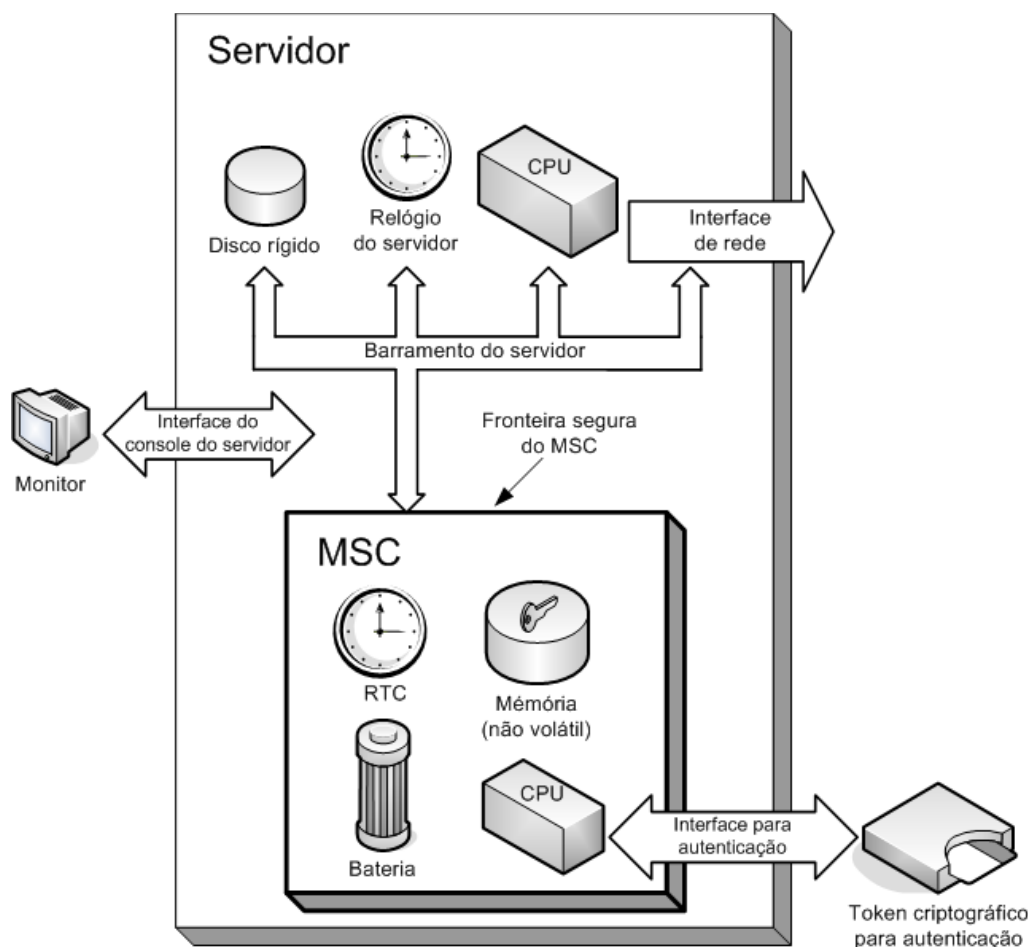 Servidor
CPU
Disco rígido
Relógio
do servidor
Interface
de rede
Barramento do servidor
Interface do
console do servidor
Monitor
Fronteira segura
do MSC
MSC
RTC
Mémória
(não volátil)
CPU
Bateria
Interface para
autenticação
Token criptográfico
para autenticação